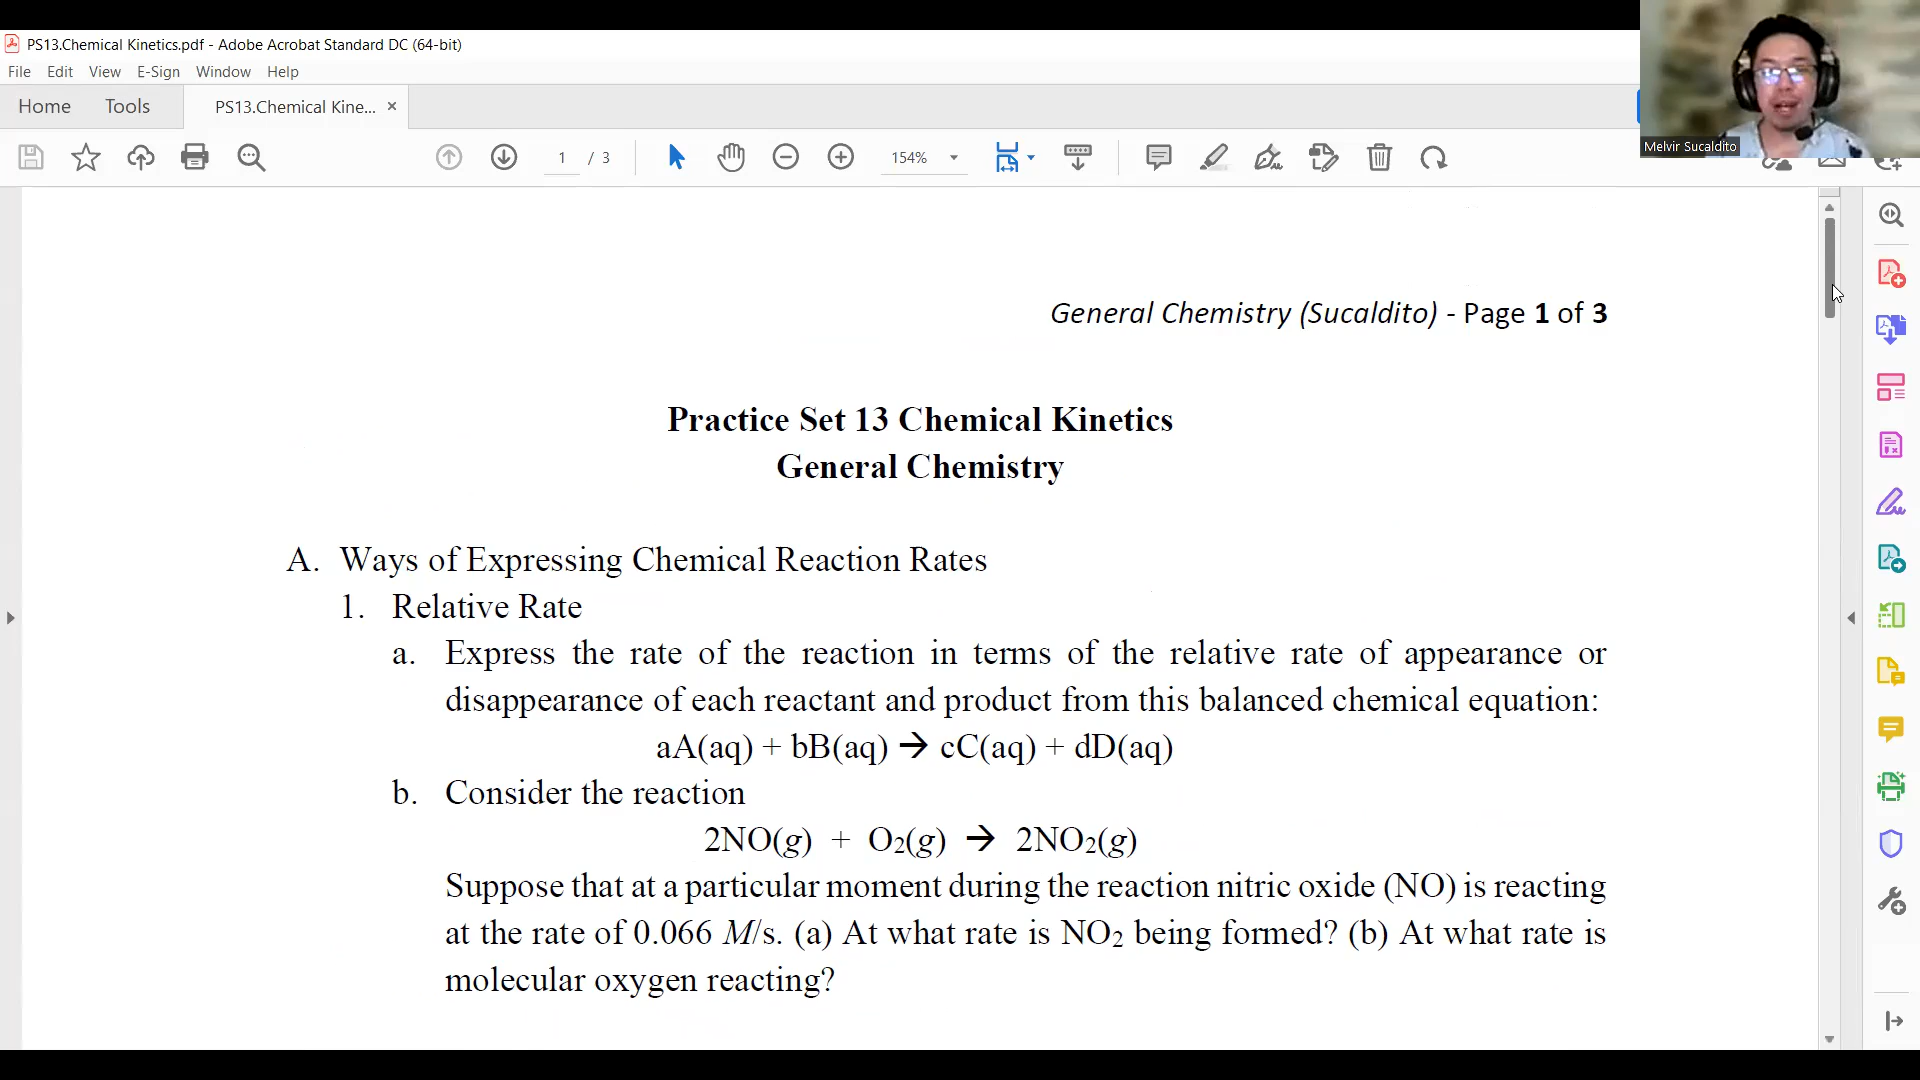 PS13.Chemical Kinetics.pdf - Adobe Acrobat Standard DC (64-bit)
File Edit View E-Sign Window Help
Home Tools PS13.Chemical Kine... ×
1 / 3 154%
Melvir Sucaldito
General Chemistry (Sucaldito) - Page 1 of 3
Practice Set 13 Chemical Kinetics
General Chemistry
A. Ways of Expressing Chemical Reaction Rates
1. Relative Rate
a. Express the rate of the reaction in terms of the relative rate of appearance or
disappearance of each reactant and product from this balanced chemical equation:
aA(aq) + bB(aq) → cC(aq) + dD(aq)
b. Consider the reaction
2NO(g) + O₂(g) → 2NO₂(g)
Suppose that at a particular moment during the reaction nitric oxide (NO) is reacting
at the rate of 0.066 M/s. (a) At what rate is NO₂ being formed? (b) At what rate is
molecular oxygen reacting?